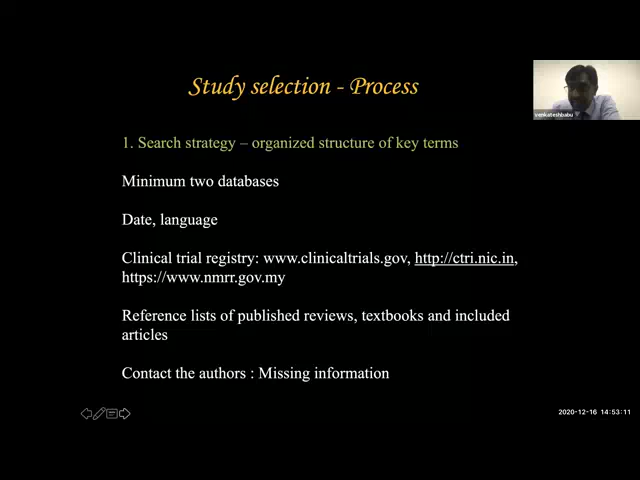 Study selection - Process
venkateshbabu
1. Search strategy – organized structure of key terms
Minimum two databases
Date, language
Clinical trial registry: www.clinicaltrials.gov, http://ctri.nic.in,
https://www.nmrr.gov.my
Reference lists of published reviews, textbooks and included
articles
Contact the authors : Missing information
2020-12-16 14:53:11